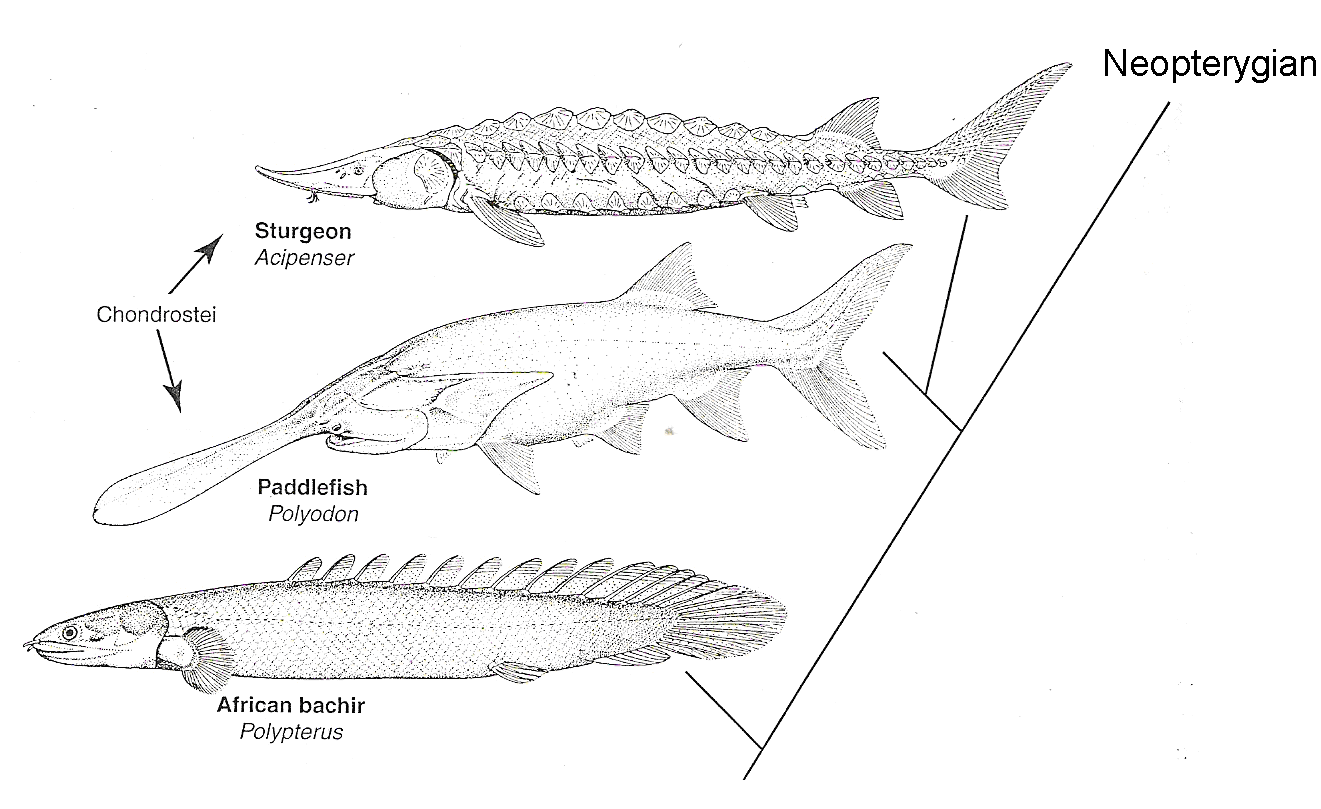 Neopterygian
Sturgeon
Acipenser
Chondrostei
Paddlefish
Polyodon
African bachir
Polypterus